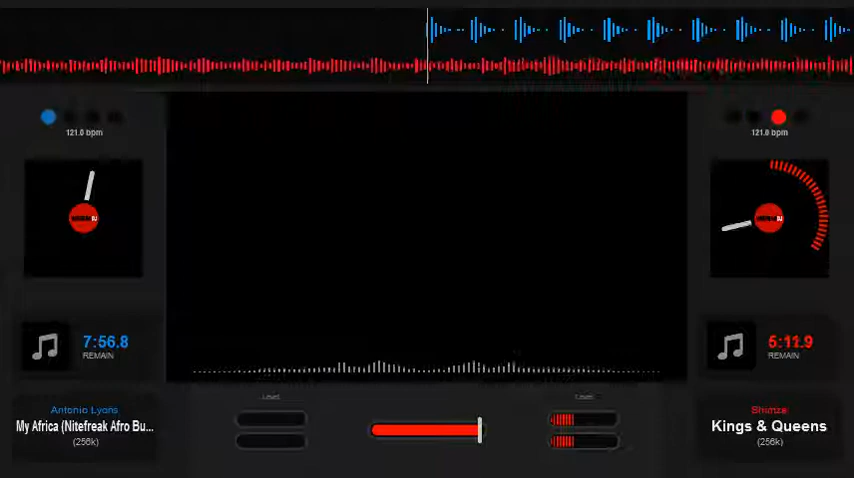 121.0 bpm
121.0 bpm
7:56.8
REMAIN
5:11.9
REMAIN
Level
Level
Antonio Lyons
My Africa (Nitefreak Afro Bu...
(256k)
Shimza
Kings & Queens
(256k)